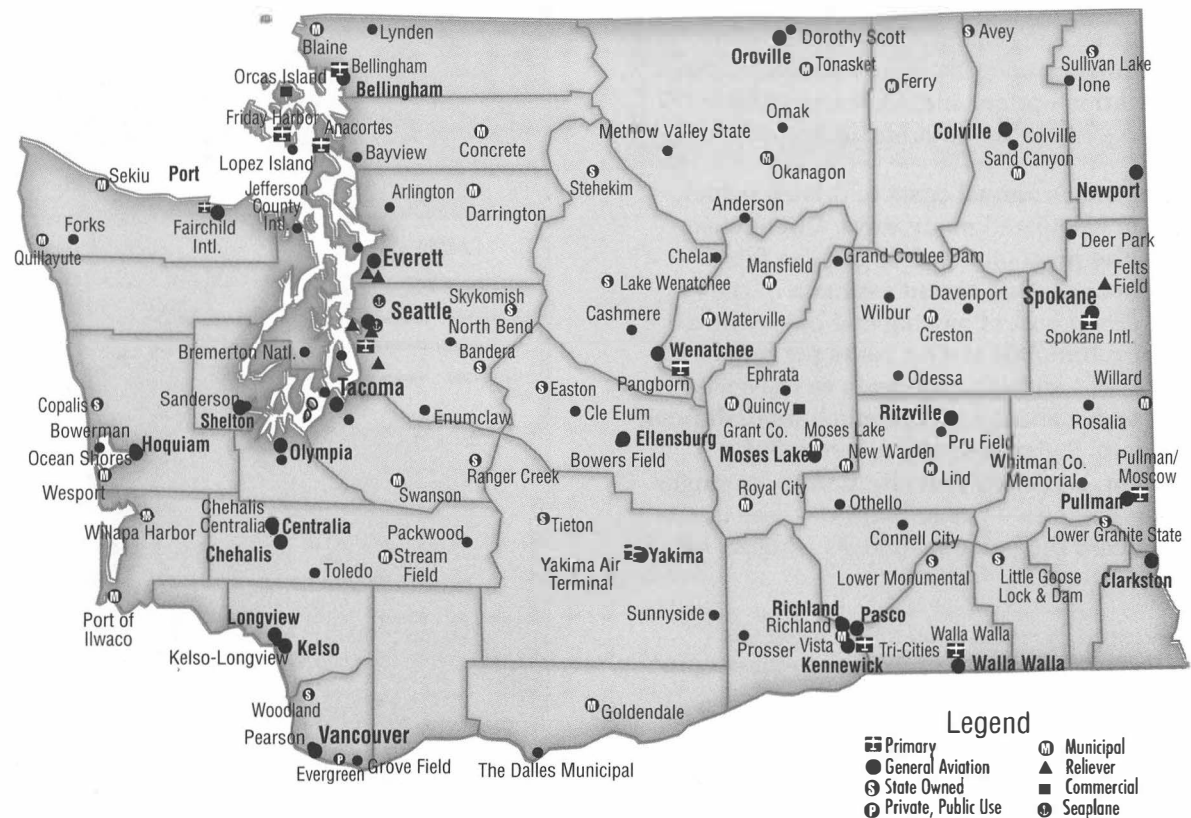 Lynden
Blaine
Bellingham
Orcas Island
Bellingham
Friday Harbor
Anacortes
Lopez Island
Bayview
Concrete
Dorothy Scott
Oroville
Tonasket
Avey
Sullivan Lake
Ione
Ferry
Omak
Methow Valley State
Okanagon
Colville
Colville
Sand Canyon
Newport
Stehekim
Sekiu
Port
Jefferson
County
Intl.
Arlington
Darrington
Forks
Fairchild
Intl.
Quillayute
Anderson
Chelan
Mansfield
Grand Coulee Dam
Deer Park
Felts
Field
Everett
Lake Wenatchee
Skykomish
Seattle
North Bend
Bandera
Cashmere
Waterville
Wilbur
Davenport
Creston
Spokane
Spokane Intl.
Bremerton Natl.
Wenatchee
Pangborn
Ephrata
Odessa
Willard
Tacoma
Easton
Copalis
Sanderson
Shelton
Enumclaw
Cle Elum
Quincy
Grant Co.
Moses Lake
Moses Lake
Ritzville
Pru Field
Rosalia
Bowerman
Hoquiam
Ocean Shores
Wesport
Olympia
Ellensburg
Bowers Field
New Warden
Lind
Whitman Co.
Memorial
Pullman/
Moscow
Pullman
Ranger Creek
Swanson
Royal City
Othello
Willapa Harbor
Chehalis
Centralia
Centralia
Chehalis
Packwood
Stream
Field
Toledo
Tieton
Yakima Air
Terminal
Yakima
Connell City
Lower Granite State
Lower Monumental
Little Goose
Lock & Dam
Clarkston
Port of
Ilwaco
Longview
Kelso-Longview
Kelso
Sunnyside
Prosser
Richland
Richland
Vista
Pasco
Kennewick
Tri-Cities
Walla Walla
Walla Walla
Woodland
Pearson
Vancouver
Evergreen
Grove Field
Goldendale
The Dalles Municipal
Legend
Primary
General Aviation
State Owned
Private, Public Use
Municipal
Reliever
Commercial
Seaplane